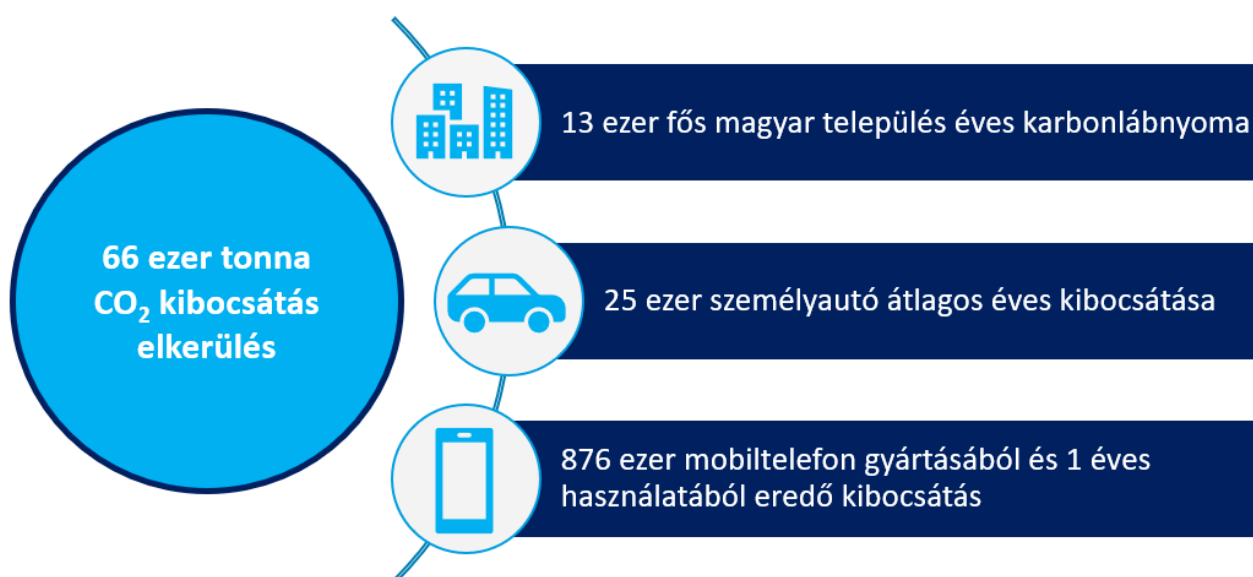 66 ezer tonna
CO₂ kibocsátás
elkerülés
13 ezer fős magyar település éves karbonlábnyoma
25 ezer személyautó átlagos éves kibocsátása
876 ezer mobiltelefon gyártásából és 1 éves
használatából eredő kibocsátás